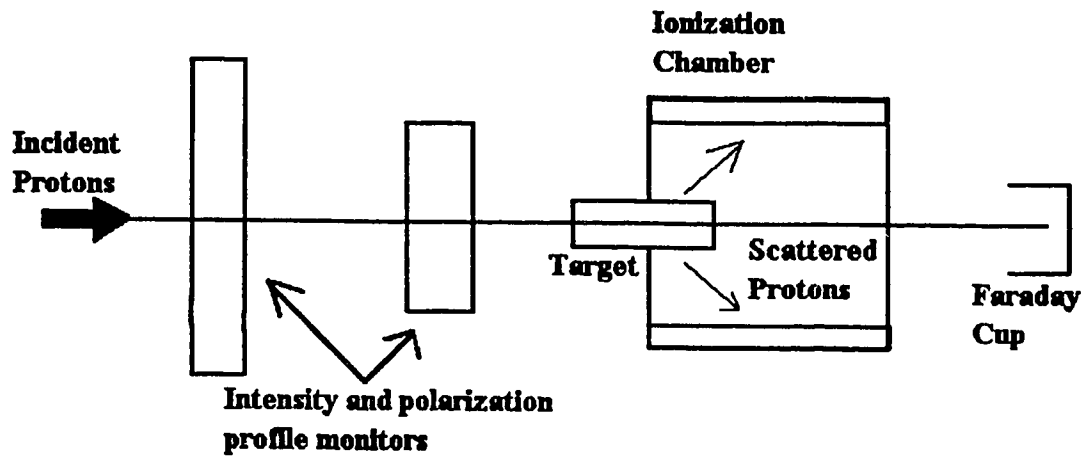 Ionization
Chamber
Incident
Protons
Target
Scattered
Protons
Faraday
Cup
Intensity and polarization
profile monitors